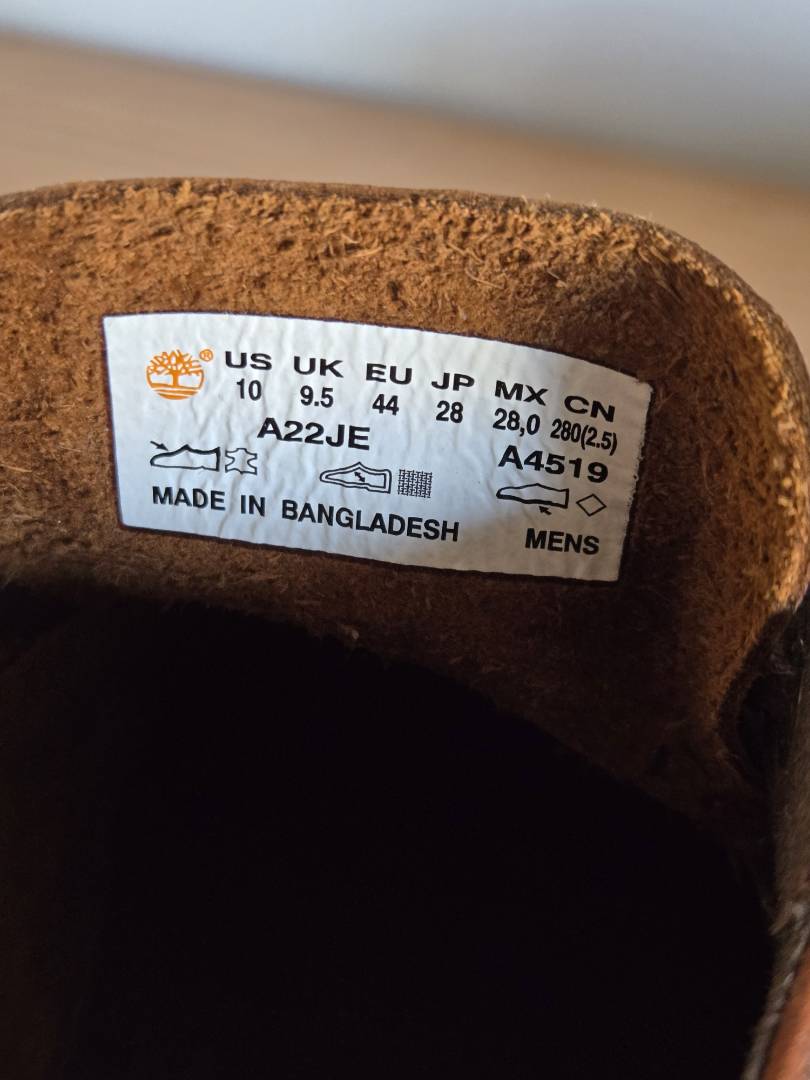 ® US UK EU JP MX CN
10 9.5 44 28 28,0 280(2.5)
A22JE A4519
MADE IN BANGLADESH MENS